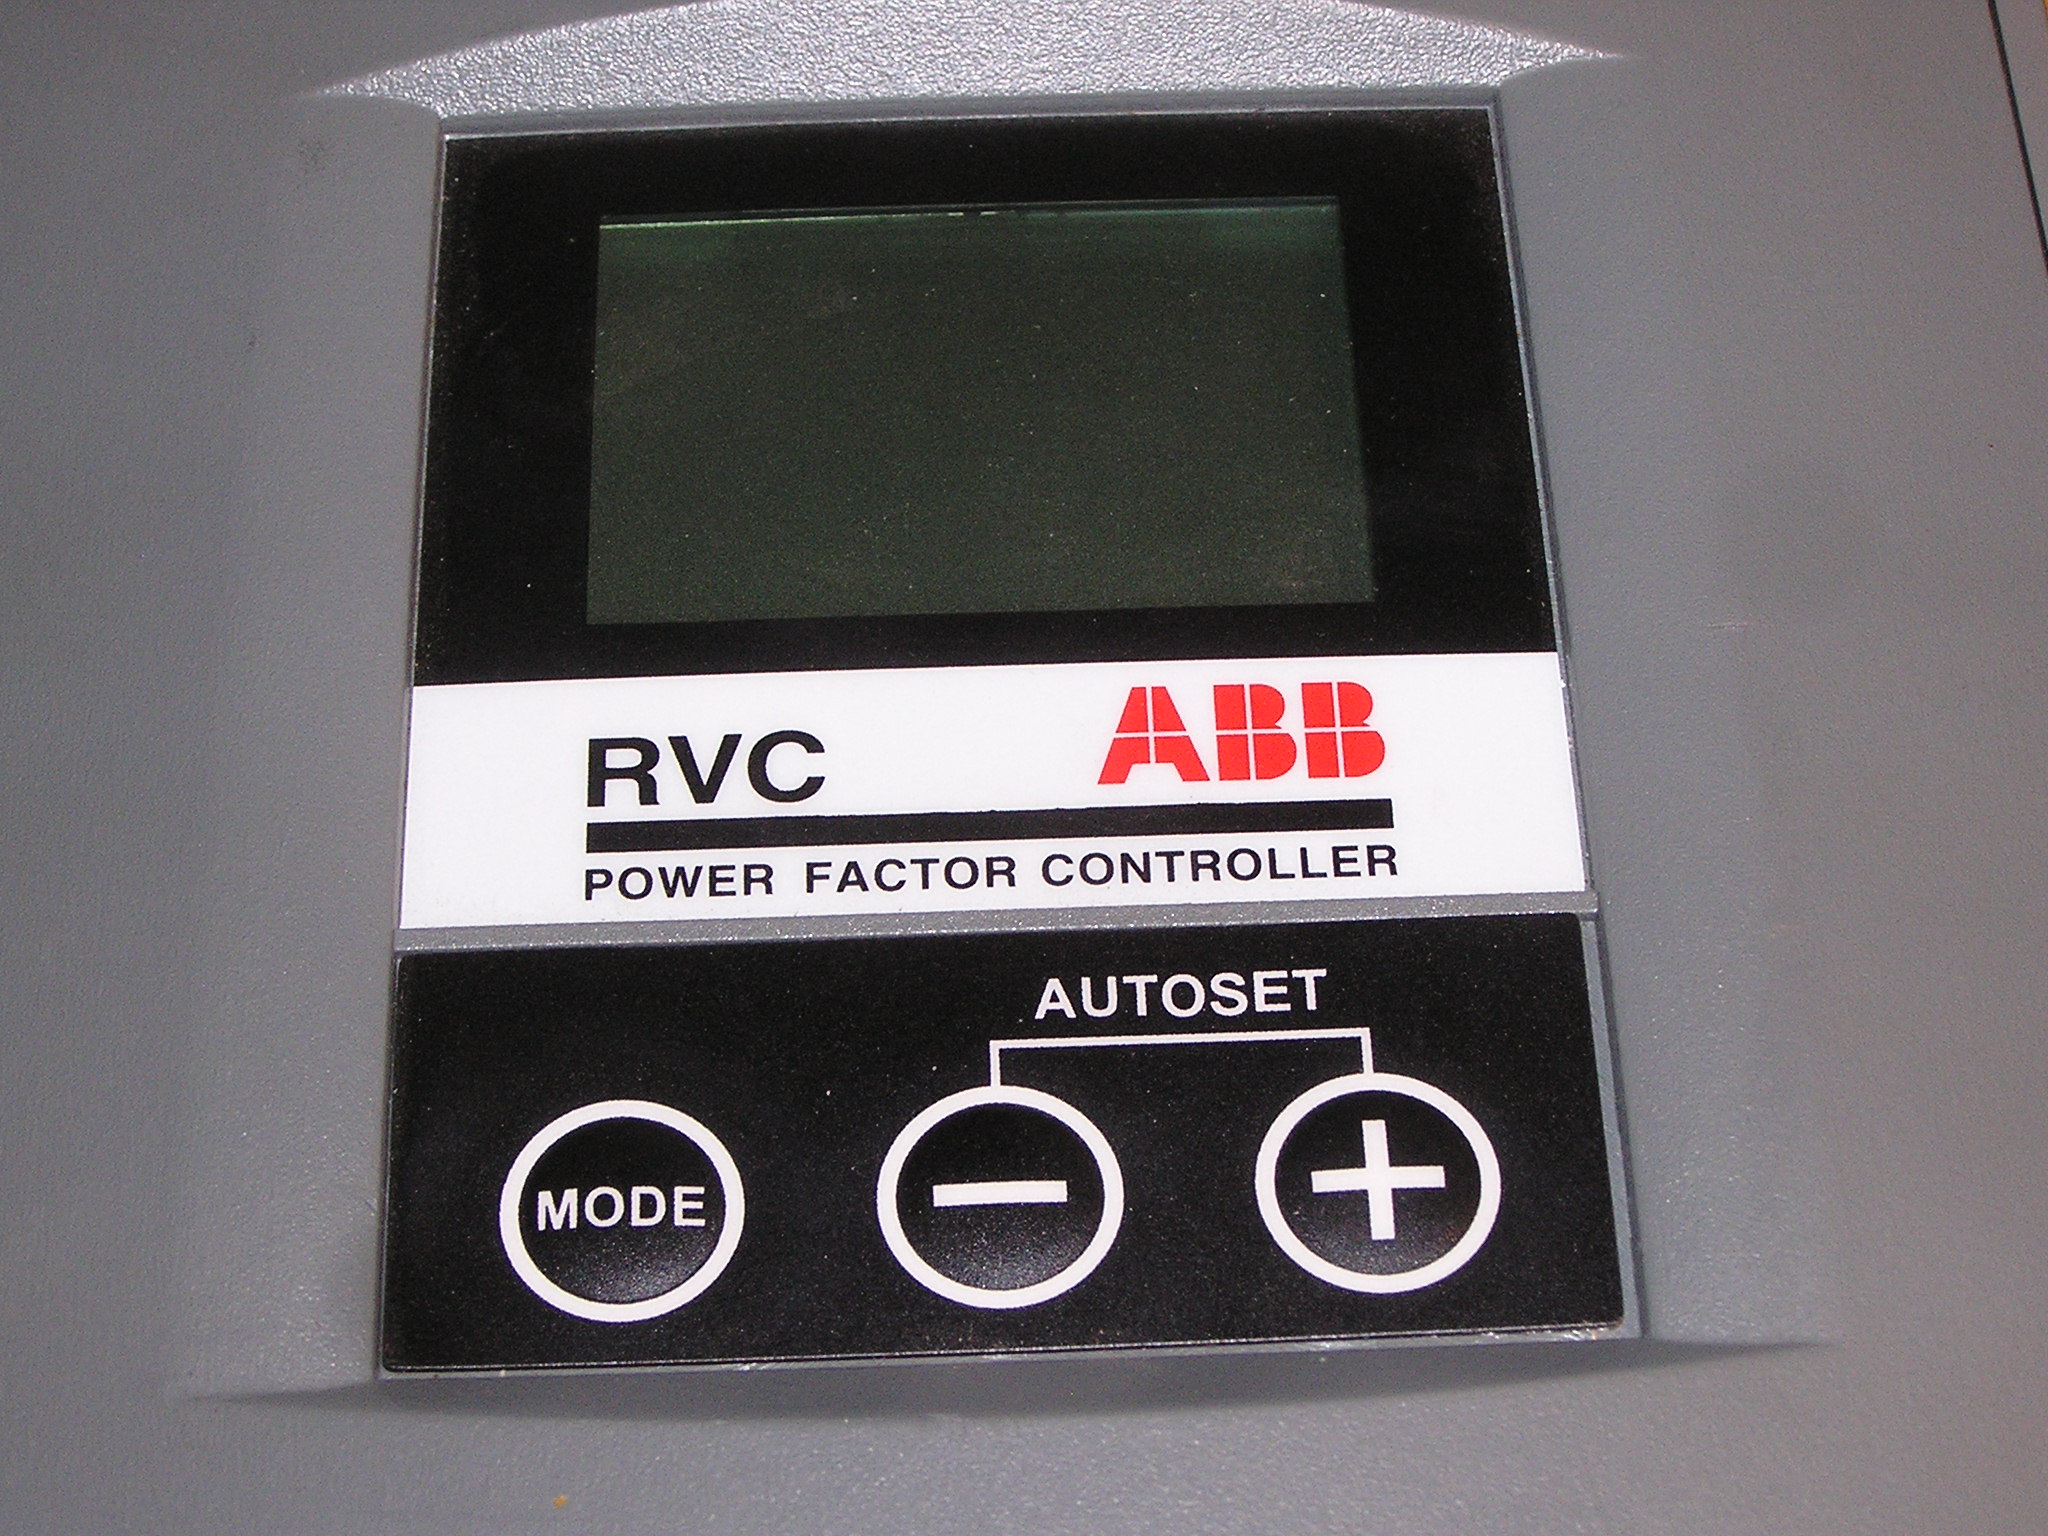 RVC ABB
POWER FACTOR CONTROLLER
AUTOSET
MODE − +